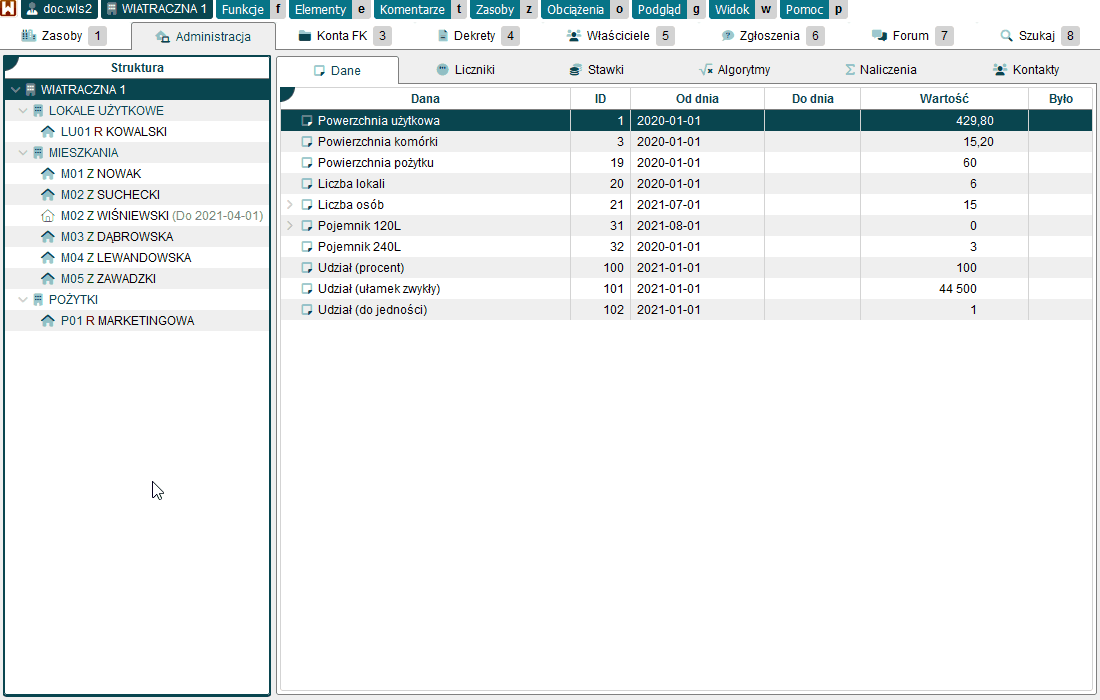 W doc.wls2 WIATRACZNA 1 Funkcje f Elementy e Komentarze t Zasoby z Obciążenia o Podgląd g Widok w Pomoc p
Zasoby 1 Administracja Konta FK 3 Dekrety 4 Właściciele 5 Zgłoszenia 6 Forum 7 Szukaj 8
Struktura
WIATRACZNA 1
LOKALE UŻYTKOWE
LU01 R KOWALSKI
MIESZKANIA
M01 Z NOWAK
M02 Z SUCHECKI
M02 Z WIŚNIEWSKI (Do 2021-04-01)
M03 Z DĄBROWSKA
M04 Z LEWANDOWSKA
M05 Z ZAWADZKI
POŻYTKI
P01 R MARKETINGOWA
Dane Liczniki Stawki Algorytmy Naliczenia Kontakty
Dana ID Od dnia Do dnia Wartość Było
Powerzchnia użytkowa 1 2020-01-01 429,80
Powierzchnia komórki 3 2020-01-01 15,20
Powierzchnia pożytku 19 2020-01-01 60
Liczba lokali 20 2020-01-01 6
Liczba osób 21 2021-07-01 15
Pojemnik 120L 31 2021-08-01 0
Pojemnik 240L 32 2020-01-01 3
Udział (procent) 100 2021-01-01 100
Udział (ułamek zwykły) 101 2021-01-01 44 500
Udział (do jedności) 102 2021-01-01 1